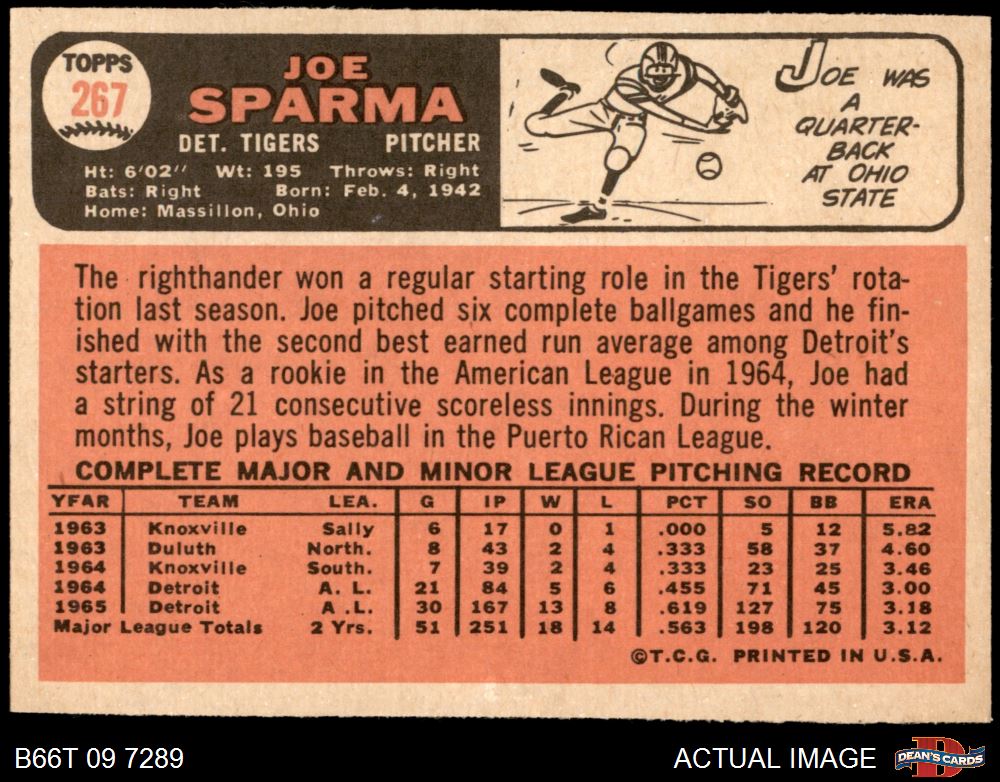 TOPPS
267
JOE
SPARMA
DET. TIGERS PITCHER
Ht: 6'02" Wt: 195 Throws: Right
Bats: Right Born: Feb. 4, 1942
Home: Massillon, Ohio
JOE WAS
A
QUARTER-
BACK
AT OHIO
STATE
The righthander won a regular starting role in the Tigers' rota-
tion last season. Joe pitched six complete ballgames and he fin-
ished with the second best earned run average among Detroit's
starters. As a rookie in the American League in 1964, Joe had
a string of 21 consecutive scoreless innings. During the winter
months, Joe plays baseball in the Puerto Rican League.
COMPLETE MAJOR AND MINOR LEAGUE PITCHING RECORD
YEAR TEAM LEA. G IP W L PCT SO BB ERA
1963 Knoxville Sally 6 17 0 1 .000 5 12 5.82
1963 Duluth North. 8 43 2 4 .333 58 37 4.60
1964 Knoxville South. 7 39 2 4 .333 23 25 3.46
1964 Detroit A. L. 21 84 5 6 .455 71 45 3.00
1965 Detroit A .L. 30 167 13 8 .619 127 75 3.18
Major League Totals 2 Yrs. 51 251 18 14 .563 198 120 3.12
©T.C.G. PRINTED IN U.S.A.
B66T 09 7289 ACTUAL IMAGE
D
DEAN'S CARDS